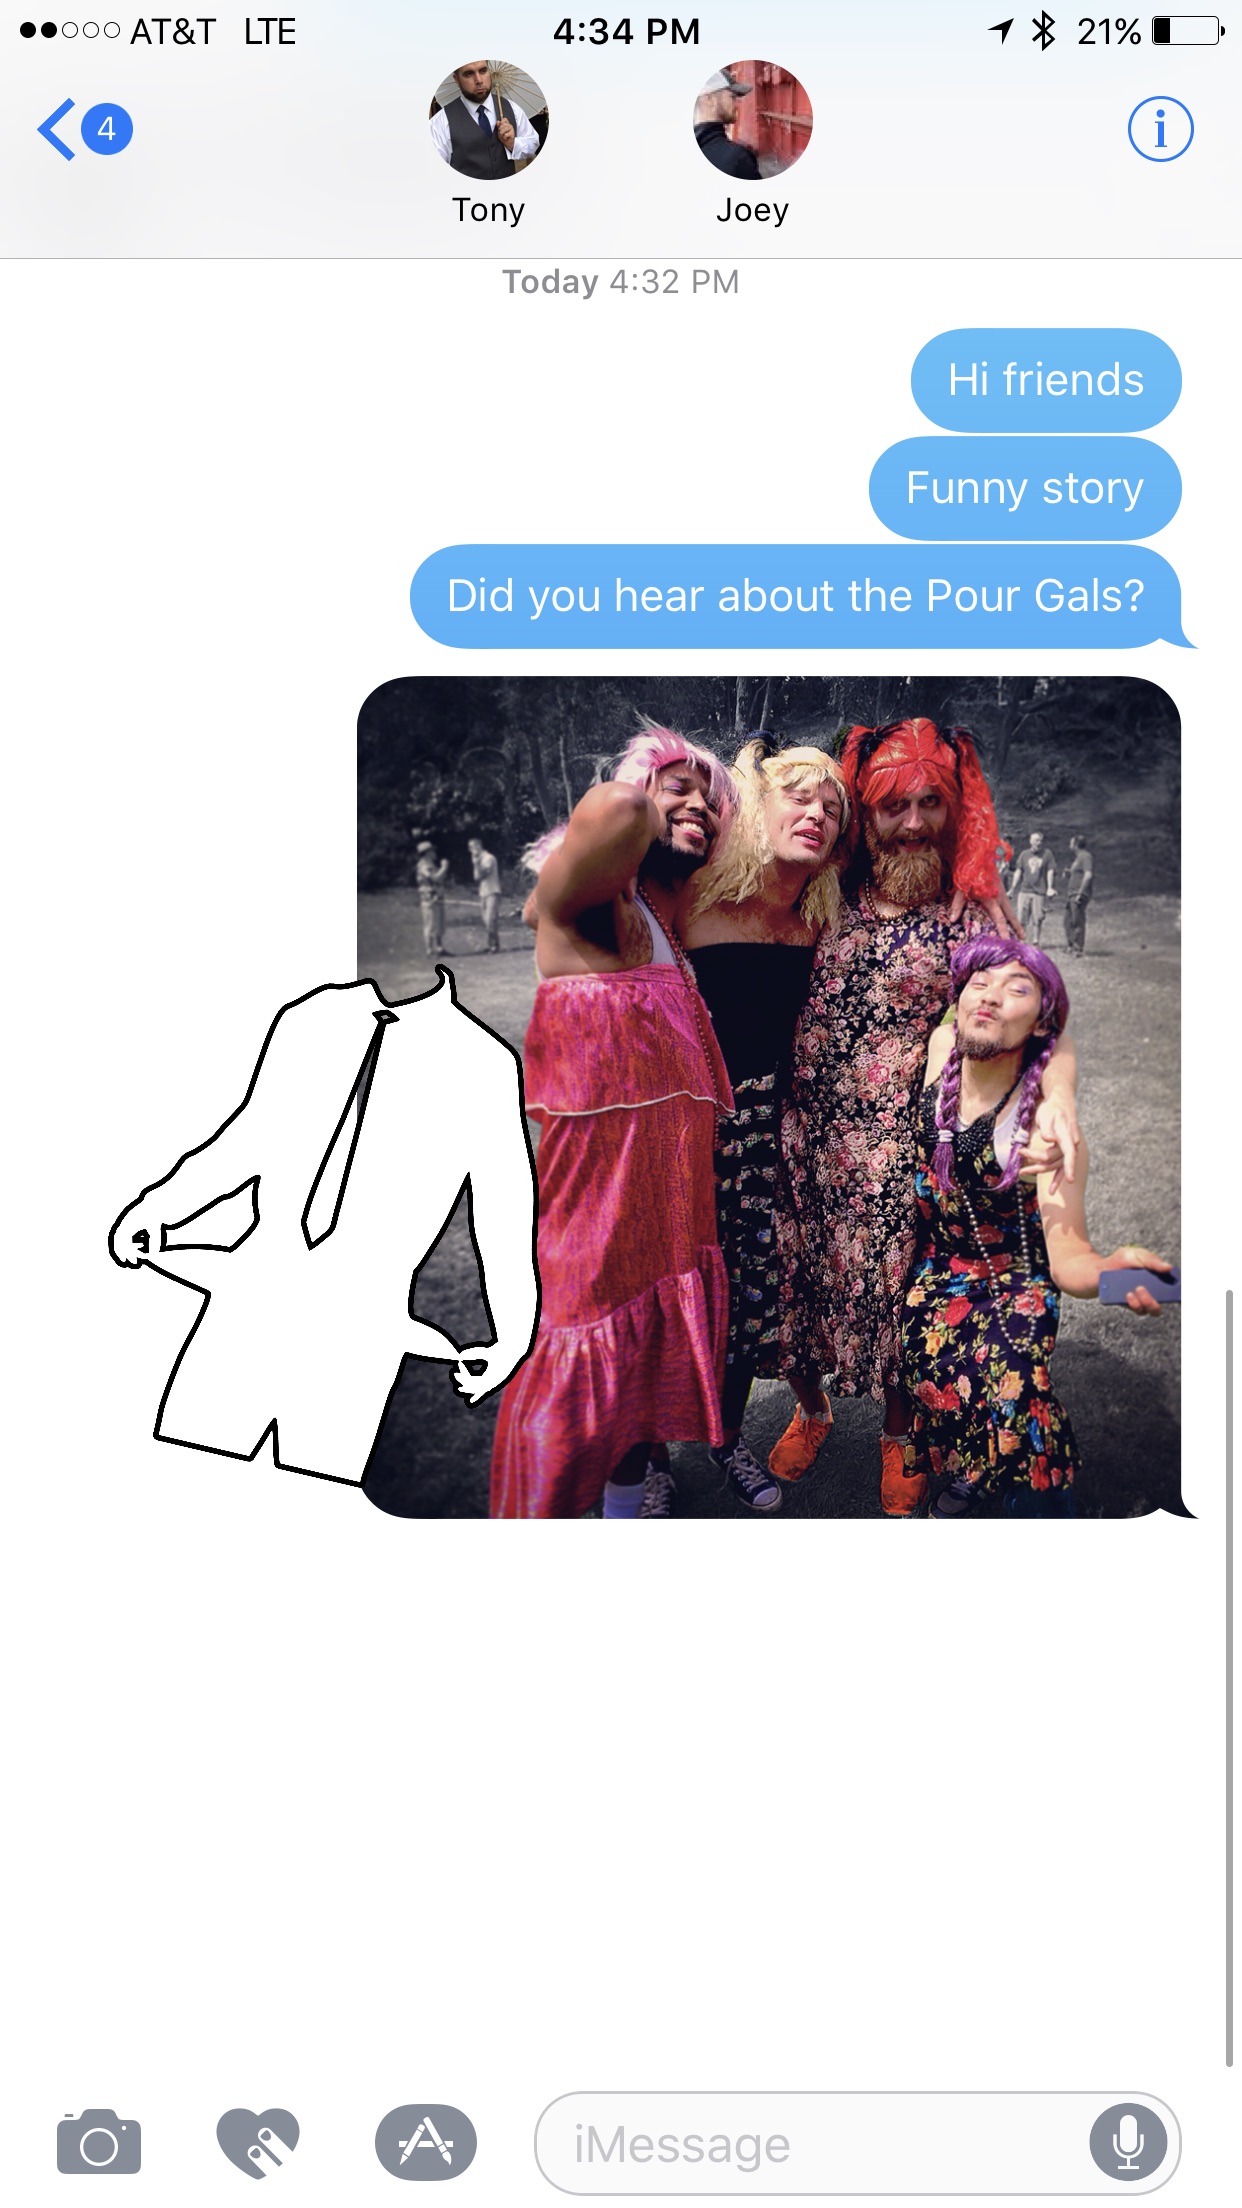 AT&T LTE 4:34 PM 21%
4
Tony Joey
Today 4:32 PM
Hi friends
Funny story
Did you hear about the Pour Gals?
iMessage